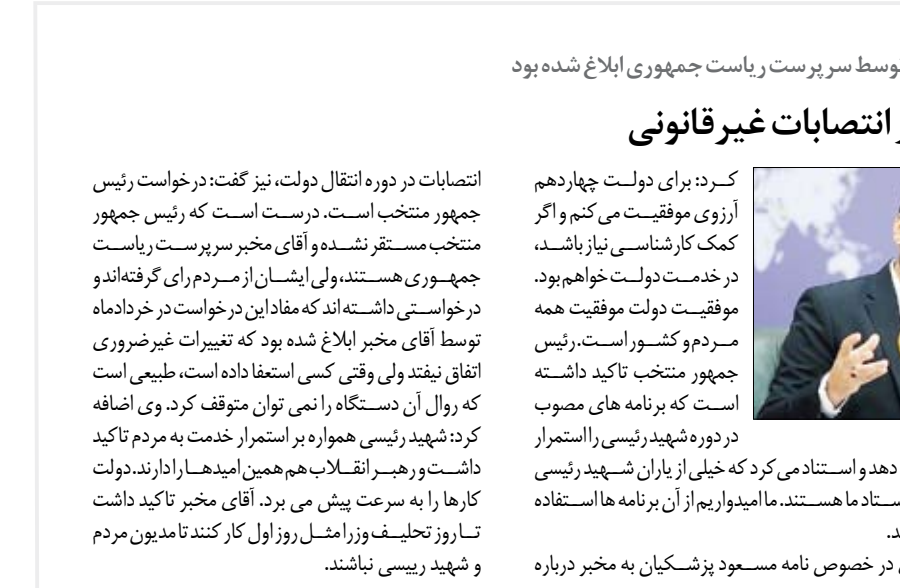 توسط سرپرست ریاست جمهوری ابلاغ شده بود
انتصابات غیرقانونی
کرد: برای دولت چهاردهم
آرزوی موفقیت می کنم و اگر
کمک کارشناسی نیاز باشد،
در خدمت دولت خواهم بود.
موفقیت دولت موفقیت همه
مردم و کشور است. رئیس
جمهور منتخب تاکید داشته
است که برنامه های مصوب
در دوره شهید رئیسی را استمرار
دهد و استناد می کرد که خیلی از یاران شهید رئیسی
ستاد ما هستند. ما امیدواریم از آن برنامه ها استفاده
در خصوص نامه مسعود پزشکیان به مخبر درباره
انتصابات در دوره انتقال دولت، نیز گفت: درخواست رئیس
جمهور منتخب است. درست است که رئیس جمهور
منتخب مستقر نشده و آقای مخبر سرپرست ریاست
جمهوری هستند، ولی ایشان از مردم رای گرفته‌اند و
درخواستی داشته اند که مفاد این درخواست در خردادماه
توسط آقای مخبر ابلاغ شده بود که تغییرات غیرضروری
اتفاق نیفتد ولی وقتی کسی استعفا داده است، طبیعی است
که روال آن دستگاه را نمی توان متوقف کرد. وی اضافه
کرد: شهید رئیسی همواره بر استمرار خدمت به مردم تاکید
داشت و رهبر انقلاب هم همین امیدها را دارند. دولت
کارها را به سرعت پیش می برد. آقای مخبر تاکید داشت
تا روز تحلیف وزرا مثل روز اول کار کنند تا مدیون مردم
و شهید رییسی نباشند.